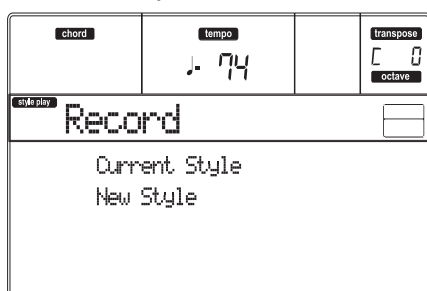 chord tempo transpose
♩. 74 C 0
octave
style play
Record
Current Style
New Style